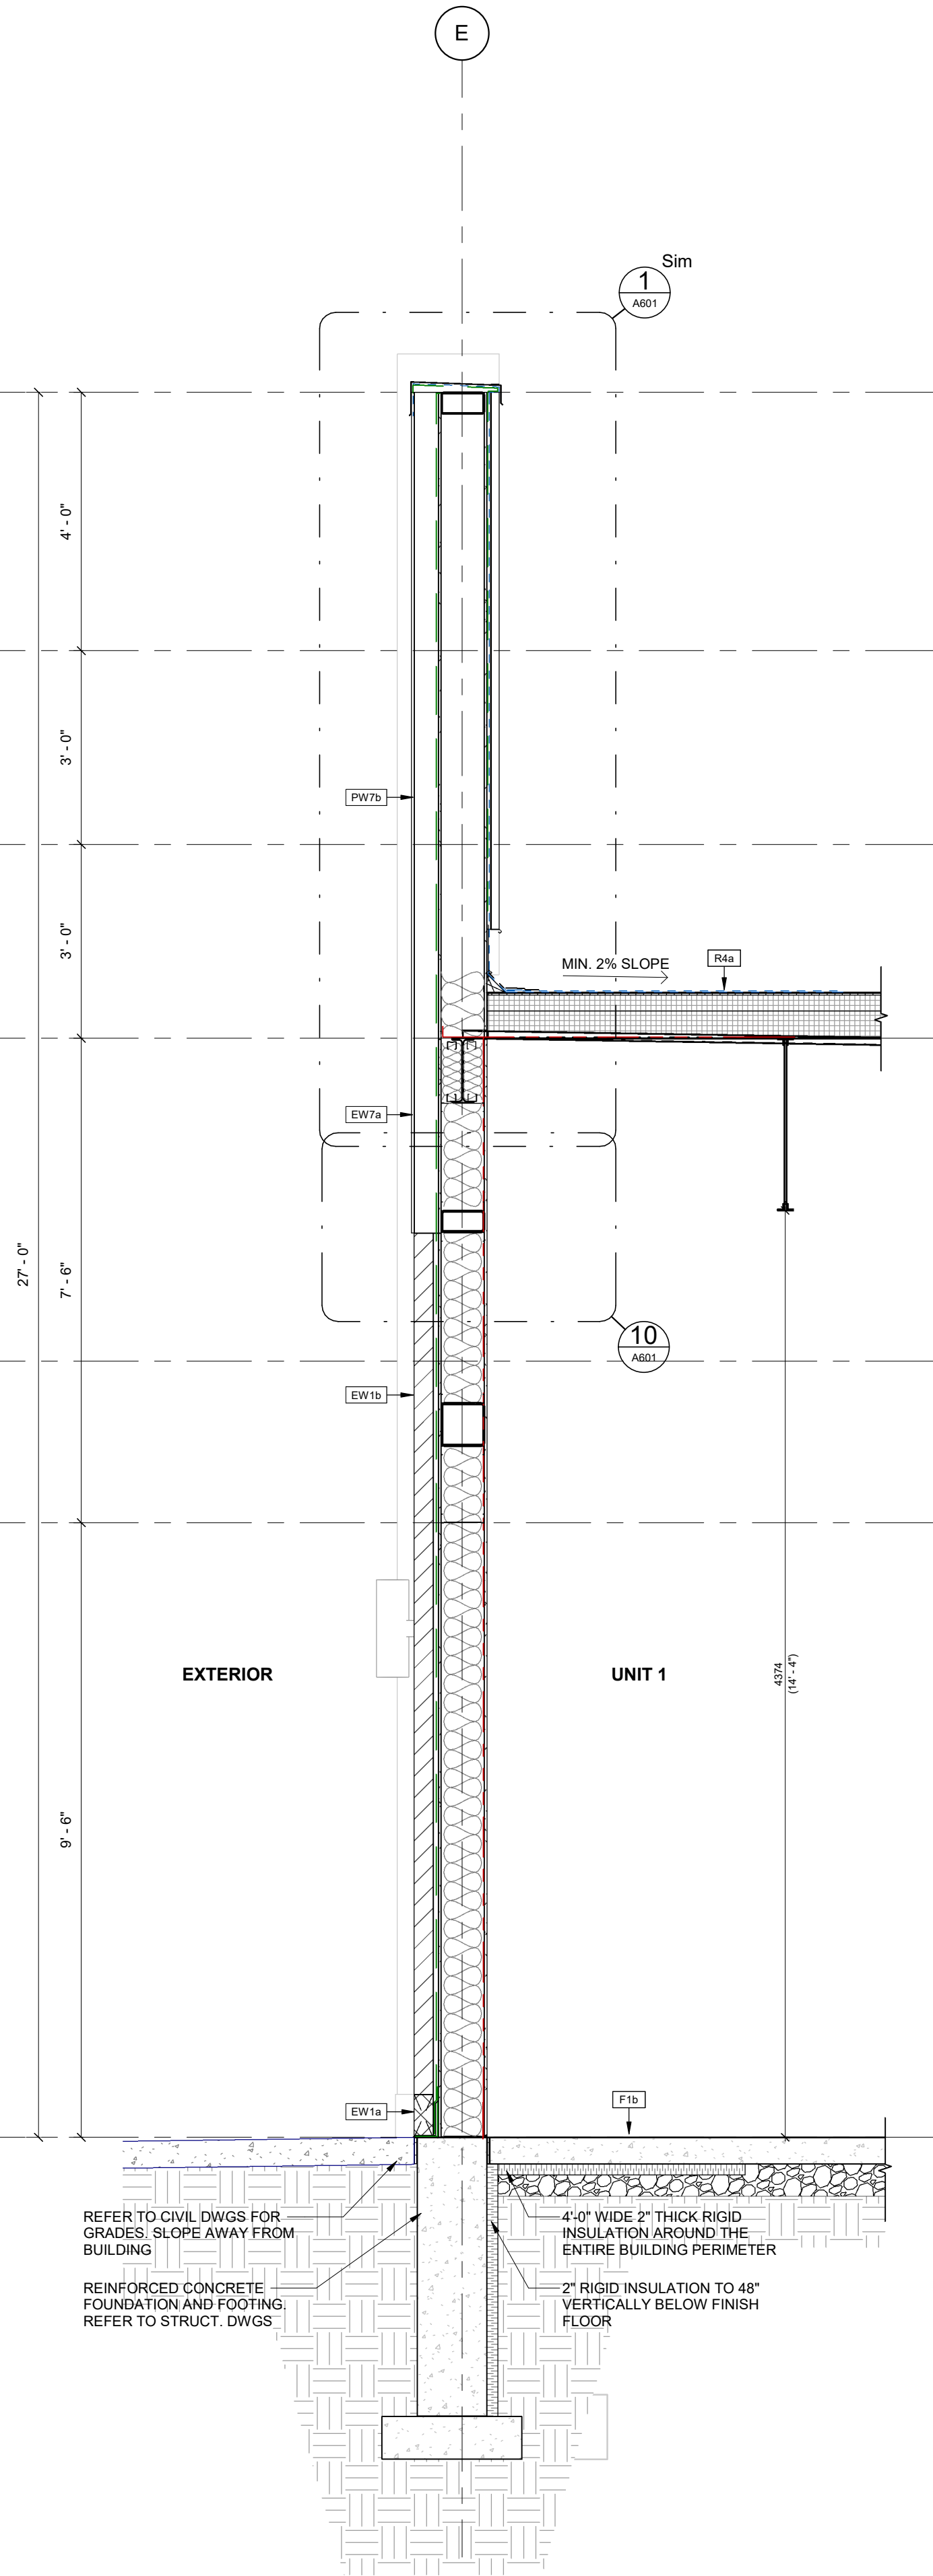 E
Sim
1
A601
4' - 0"
3' - 0"
PW7b
3' - 0"
MIN. 2% SLOPE
R4a
EW7a
27' - 0"
7' - 6"
10
A601
EW1b
EXTERIOR
UNIT 1
4374
(14' - 4")
9' - 6"
EW1a
F1b
REFER TO CIVIL DWGS FOR
GRADES. SLOPE AWAY FROM
BUILDING
4'-0" WIDE 2" THICK RIGID
INSULATION AROUND THE
ENTIRE BUILDING PERIMETER
REINFORCED CONCRETE
FOUNDATION AND FOOTING.
REFER TO STRUCT. DWGS
2" RIGID INSULATION TO 48"
VERTICALLY BELOW FINISH
FLOOR